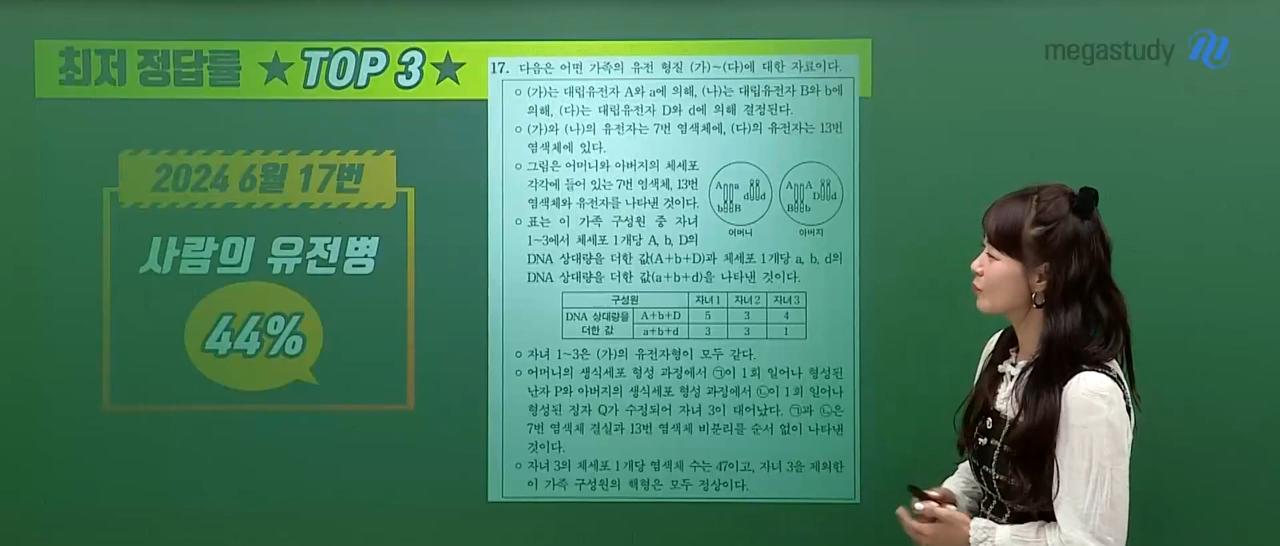 최저 정답률 ★ TOP 3 ★
megastudy
2024 6월 17번
사람의 유전병
44%
17. 다음은 어떤 가족의 유전 형질 (가)~(다)에 대한 자료이다.
○ (가)는 대립유전자 A와 a에 의해, (나)는 대립유전자 B와 b에
의해, (다)는 대립유전자 D와 d에 의해 결정된다.
○ (가)와 (나)의 유전자는 7번 염색체에, (다)의 유전자는 13번
염색체에 있다.
○ 그림은 어머니와 아버지의 체세포
각각에 들어 있는 7번 염색체, 13번
염색체와 유전자를 나타낸 것이다.
A a d d
b B
어머니
A A D d
B b
아버지
○ 표는 이 가족 구성원 중 자녀
1~3에서 체세포 1개당 A, b, D의
DNA 상대량을 더한 값(A+b+D)과 체세포 1개당 a, b, d의
DNA 상대량을 더한 값(a+b+d)을 나타낸 것이다.
구성원 자녀 1 자녀 2 자녀 3
DNA 상대량을 더한 값 A+b+D 5 3 4
a+b+d 3 3 1
○ 자녀 1~3은 (가)의 유전자형이 모두 같다.
○ 어머니의 생식세포 형성 과정에서 ㉠이 1회 일어나 형성된
난자 P와 아버지의 생식세포 형성 과정에서 ㉡이 1회 일어나
형성된 정자 Q가 수정되어 자녀 3이 태어났다. ㉠과 ㉡은
7번 염색체 결실과 13번 염색체 비분리를 순서 없이 나타낸
것이다.
○ 자녀 3의 체세포 1개당 염색체 수는 47이고, 자녀 3을 제외한
이 가족 구성원의 핵형은 모두 정상이다.